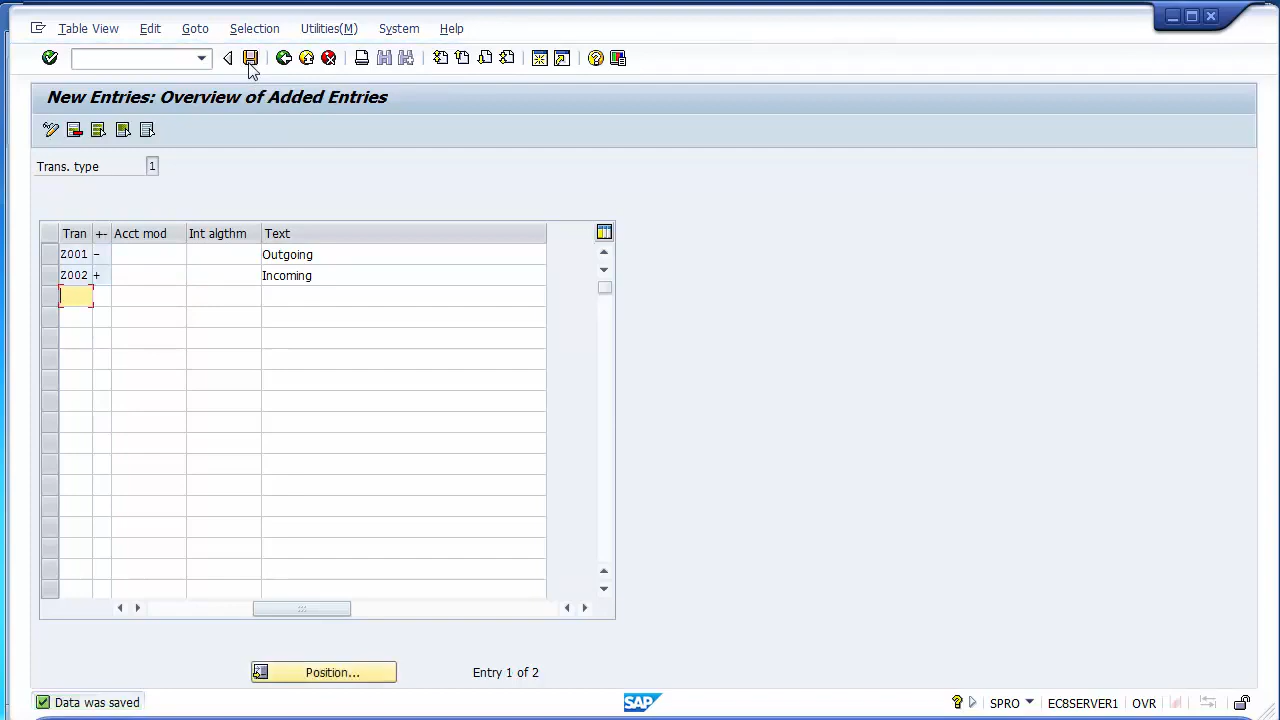 Table View Edit Goto Selection Utilities(M) System Help
New Entries: Overview of Added Entries
Trans. type 1
Tran +- Acct mod Int algthm Text
Z001 - Outgoing
Z002 + Incoming
Position... Entry 1 of 2
Data was saved SAP SPRO EC8SERVER1 OVR